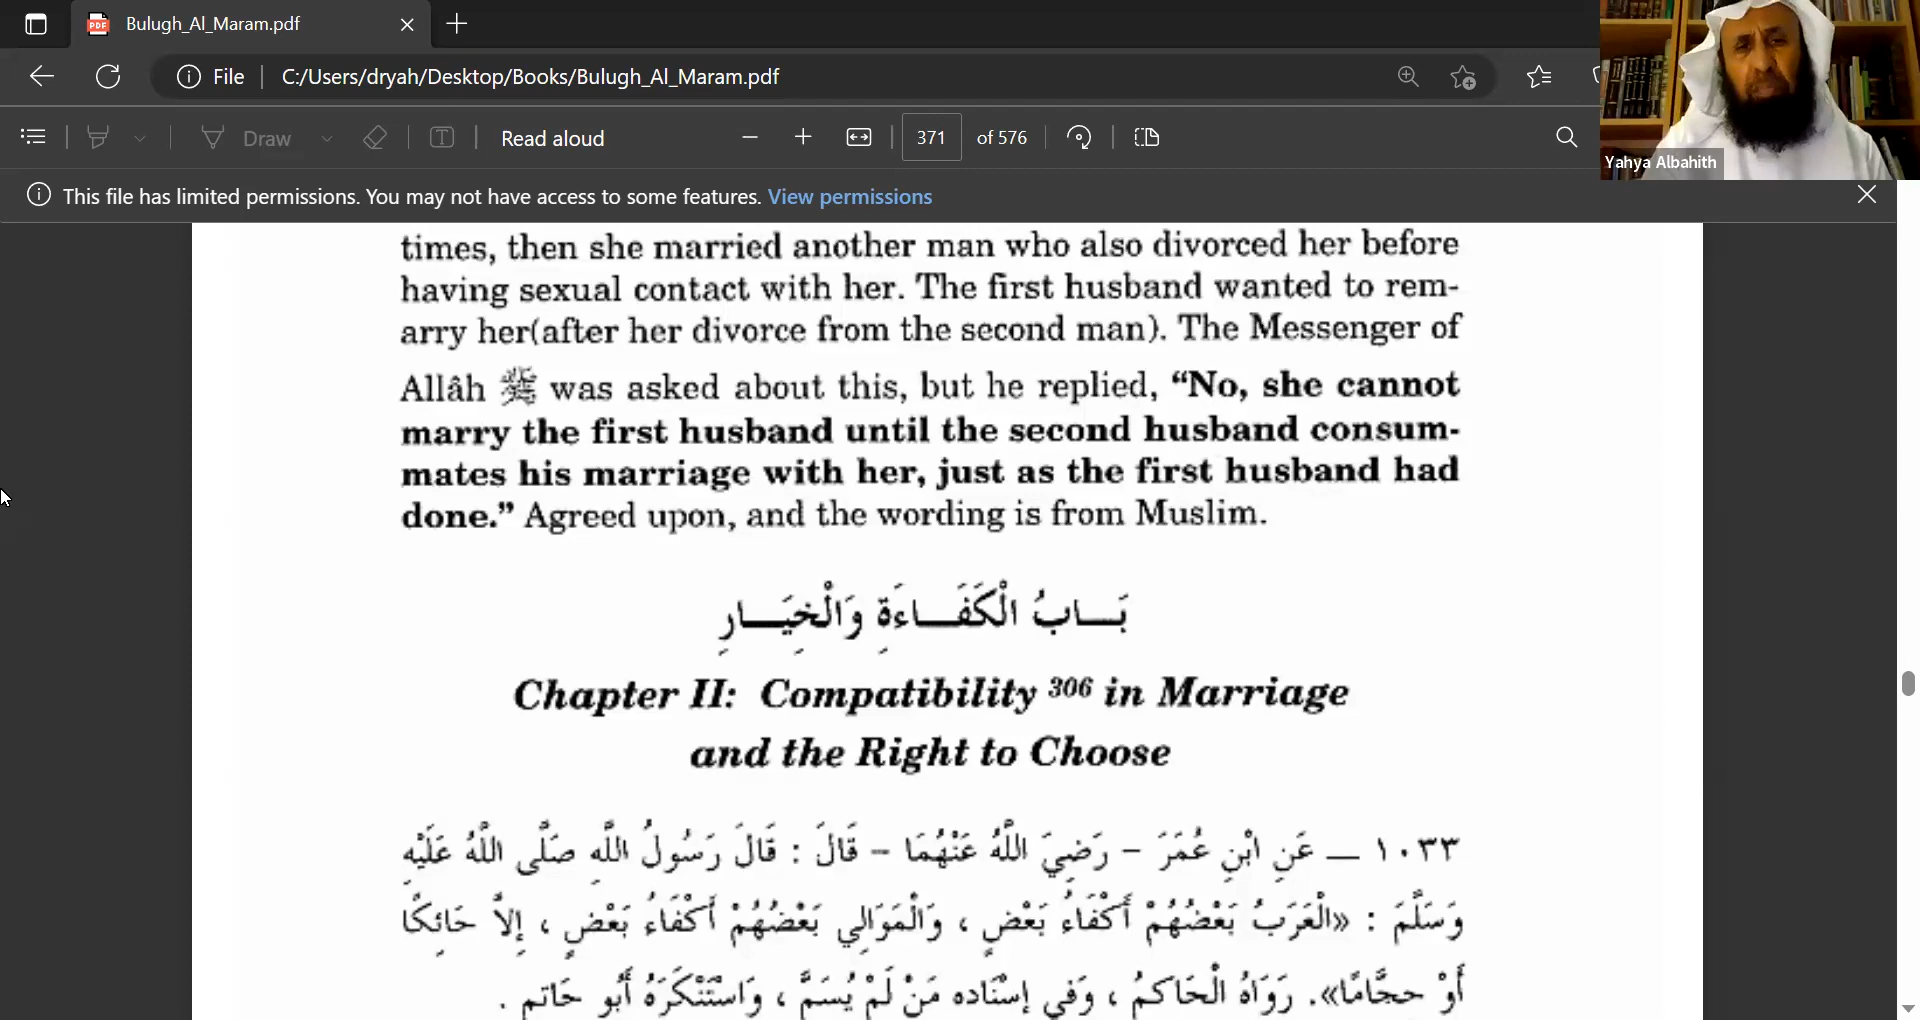 Bulugh_Al_Maram.pdf
File
C:/Users/dryah/Desktop/Books/Bulugh_Al_Maram.pdf
Draw
Read aloud
371
of 576
Yahya Albahith
This file has limited permissions. You may not have access to some features. View permissions
times, then she married another man who also divorced her before
having sexual contact with her. The first husband wanted to rem-
arry her(after her divorce from the second man). The Messenger of
Allâh ﷺ was asked about this, but he replied, “No, she cannot
marry the first husband until the second husband consum-
mates his marriage with her, just as the first husband had
done.” Agreed upon, and the wording is from Muslim.
بَـــابُ الْكَفَـــاءَةِ وَالْخِيَـــارِ
Chapter II: Compatibility 306 in Marriage
and the Right to Choose
١٠٣٣ — عَنِ ابْنِ عُمَرَ – رَضِيَ اللَّهُ عَنْهُمَا – قَالَ : قَالَ رَسُولُ اللَّهِ صَلَّى اللَّهُ عَلَيْهِ
وَسَلَّمَ : «الْعَرَبُ بَعْضُهُمْ أَكْفَاءُ بَعْضٍ ، وَالْمَوَالِي بَعْضُهُمْ أَكْفَاءُ بَعْضٍ ، إِلاَّ حَائِكًا
أَوْ حجَّامًا». رَوَاهُ الْحَاكمُ ، وَفي إسْنَاده مَنْ لَمْ يُسَمَّ ، وَاسْتَنْكَرَهُ أَبُو حَاتم .